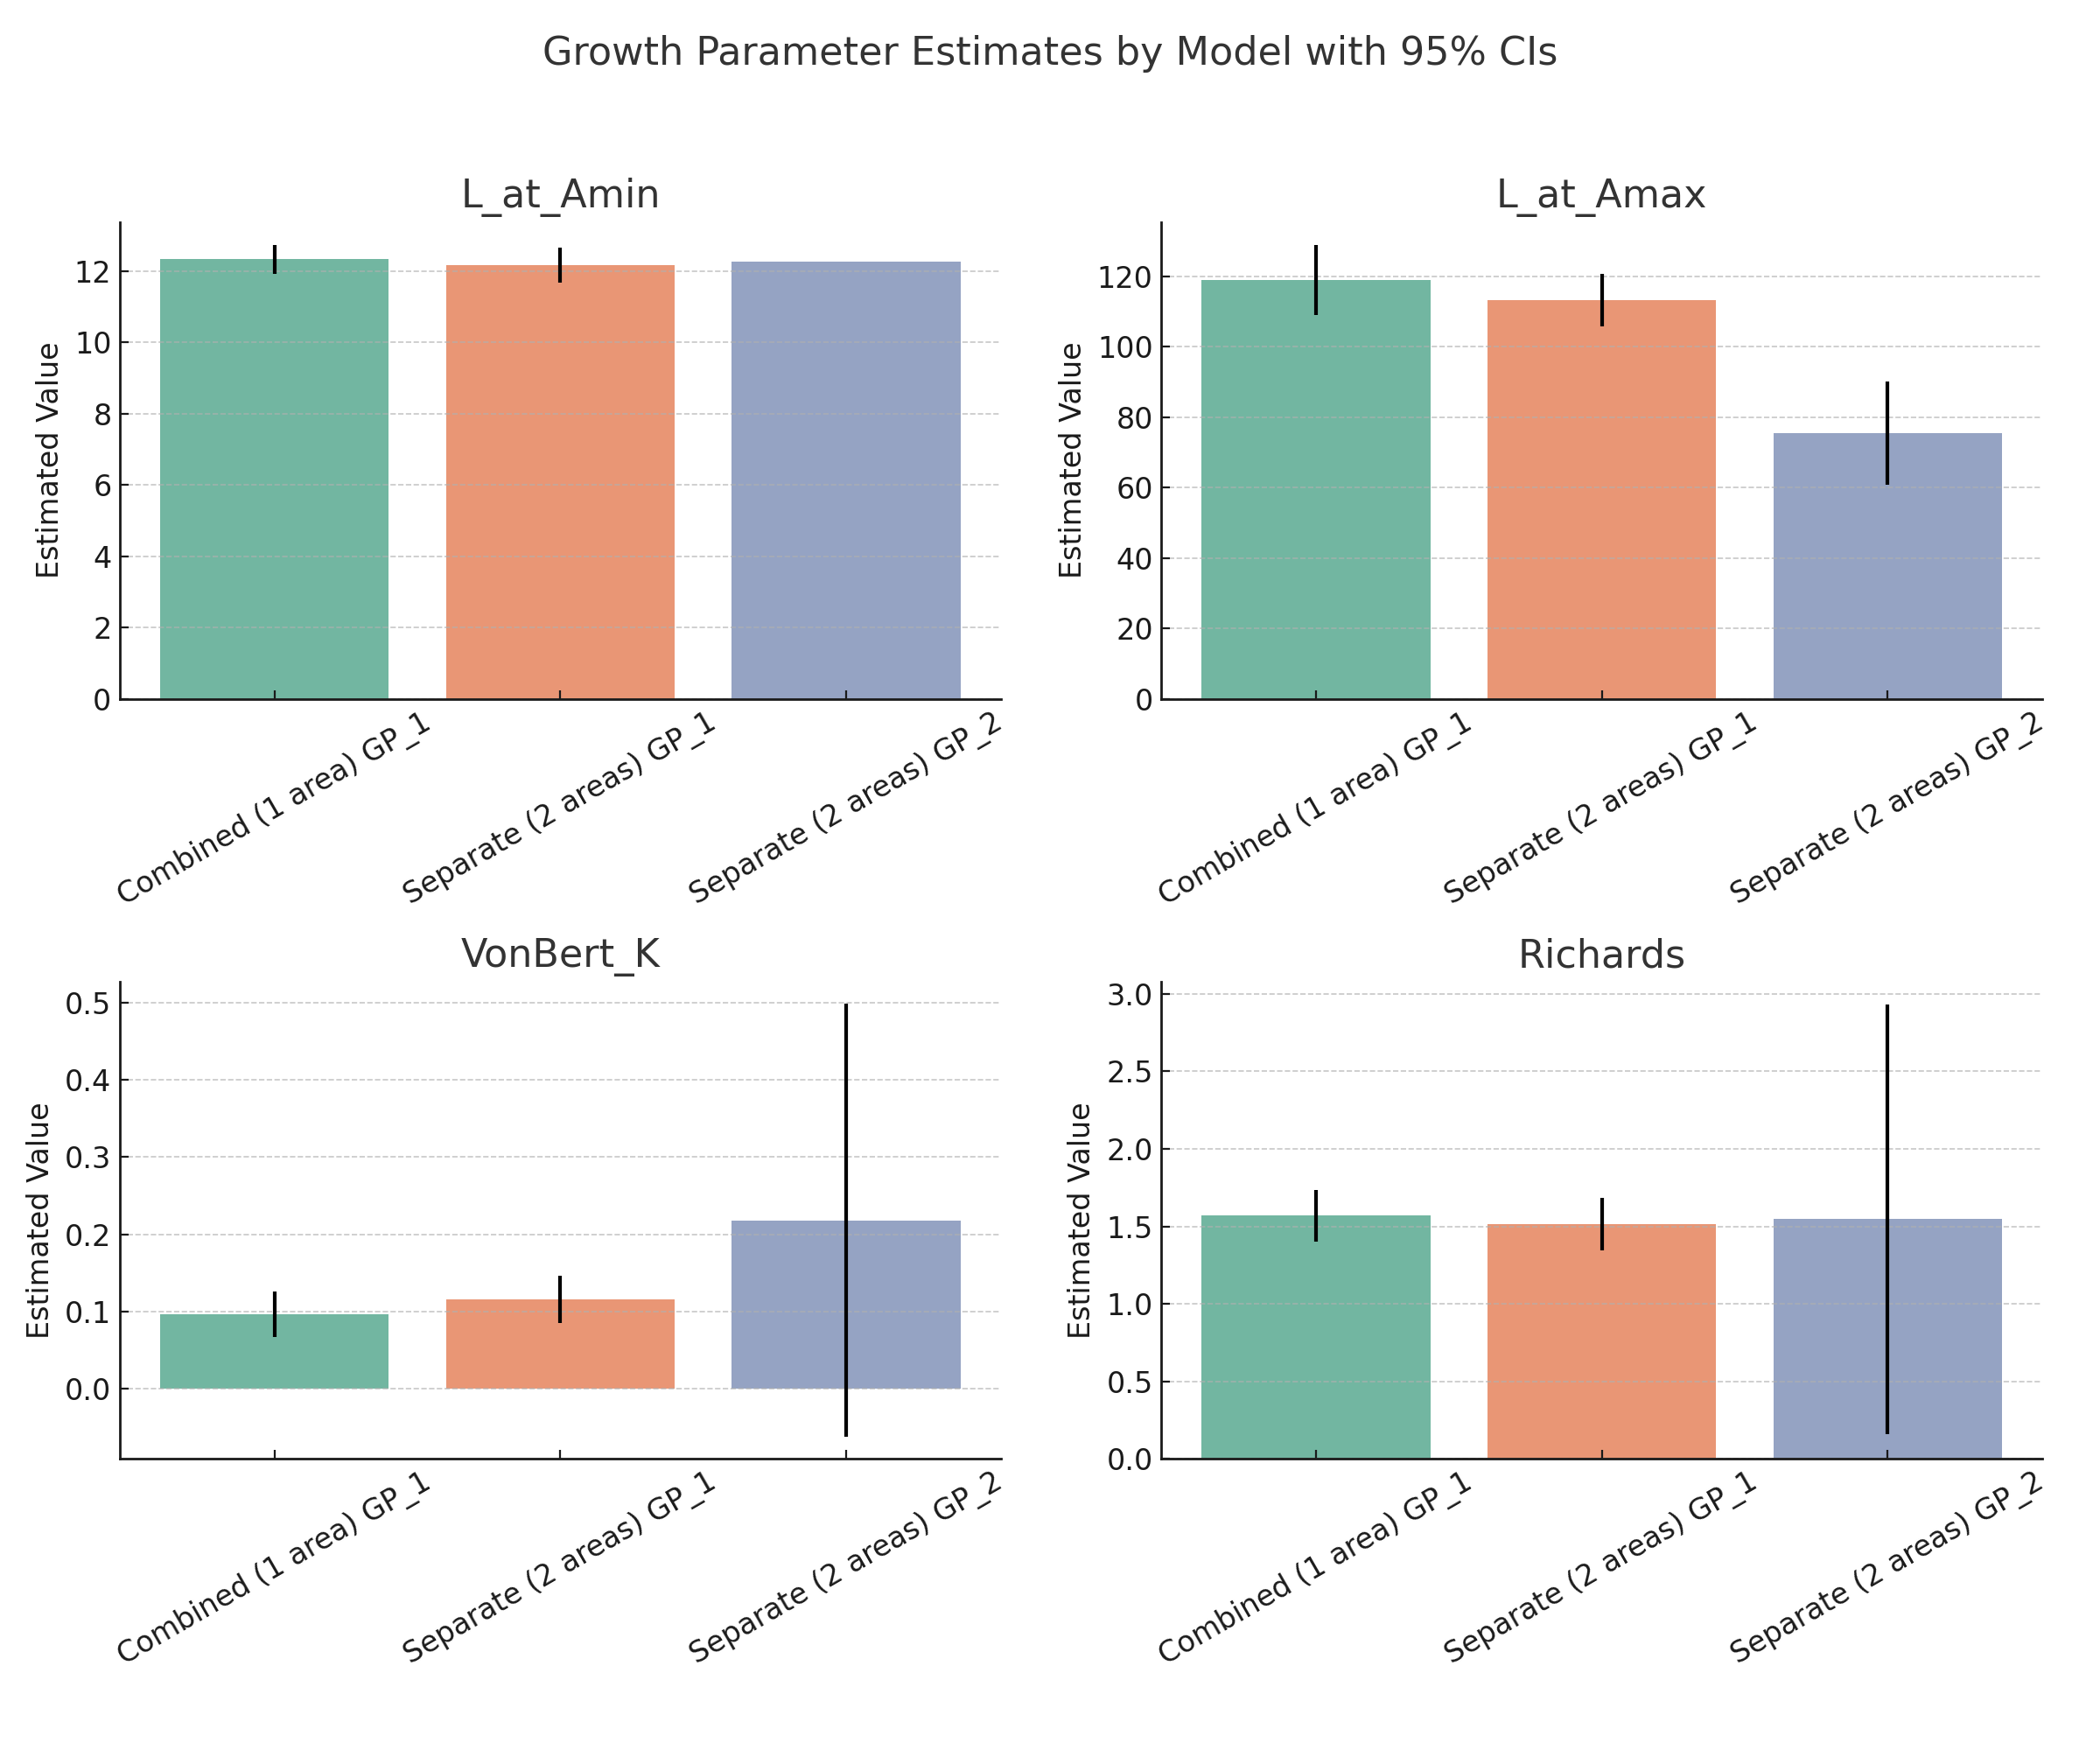 Growth Parameter Estimates by Model with 95% CIs
L_at_Amin
Estimated Value
12
10
8
6
4
2
0
Combined (1 area) GP_1
Separate (2 areas) GP_1
Separate (2 areas) GP_2
L_at_Amax
Estimated Value
120
100
80
60
40
20
0
Combined (1 area) GP_1
Separate (2 areas) GP_1
Separate (2 areas) GP_2
VonBert_K
Estimated Value
0.5
0.4
0.3
0.2
0.1
0.0
Combined (1 area) GP_1
Separate (2 areas) GP_1
Separate (2 areas) GP_2
Richards
Estimated Value
3.0
2.5
2.0
1.5
1.0
0.5
0.0
Combined (1 area) GP_1
Separate (2 areas) GP_1
Separate (2 areas) GP_2